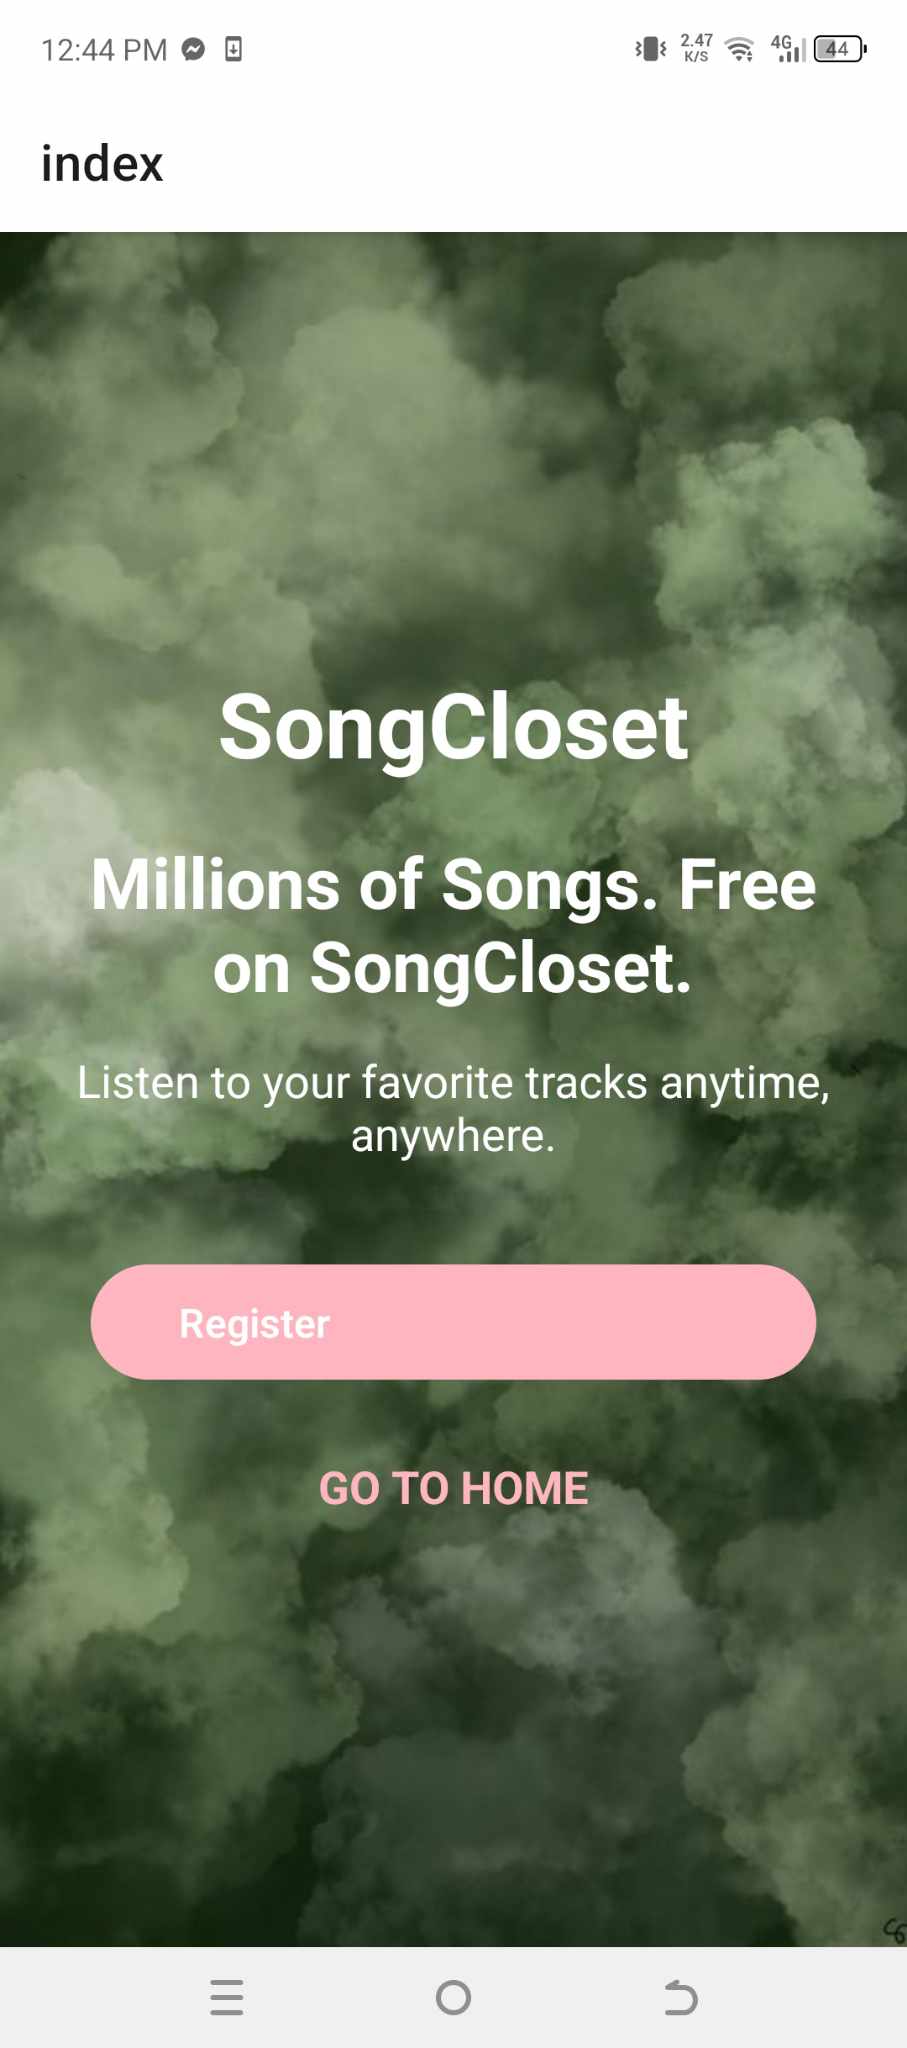 12:44 PM
2.47
K/S
4G
44
index
SongCloset
Millions of Songs. Free
on SongCloset.
Listen to your favorite tracks anytime,
anywhere.
Register
GO TO HOME
CG